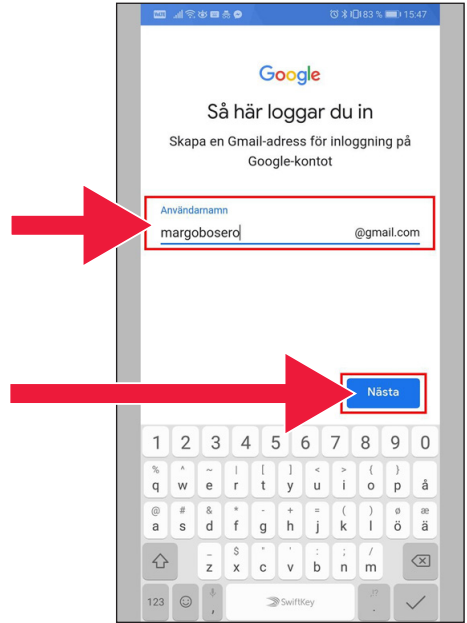 83 % 15:47
Google
Så här loggar du in
Skapa en Gmail-adress för inloggning på
Google-kontot
Användarnamn
margobosero @gmail.com
Nästa
1 2 3 4 5 6 7 8 9 0
% ^ ~ | [ ] < > { }
q w e r t y u i o p å
@ # & * - + = ( ) ø æ
a s d f g h j k l ö ä
_ $ " ' : ; /
z x c v b n m
123 , SwiftKey .